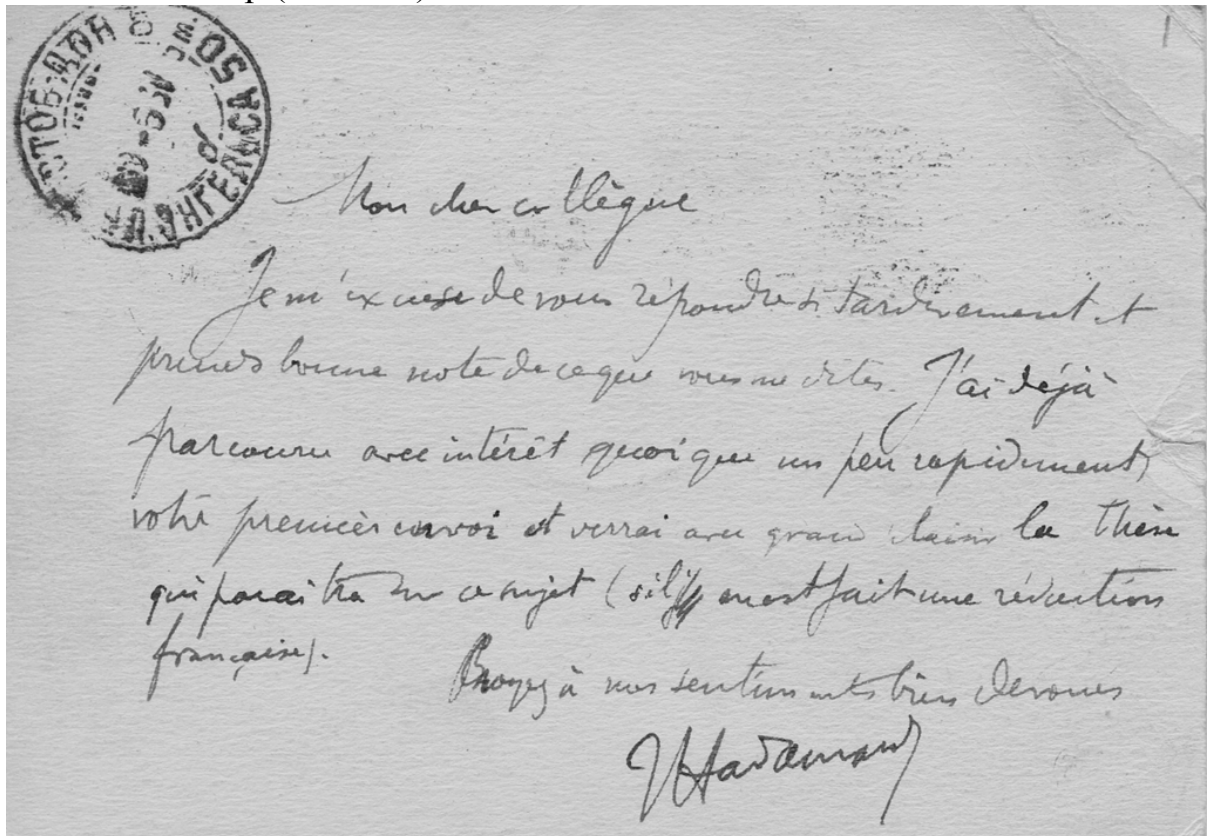 1
Mon cher collègue
Je m'excuse de vous répondre si tardivement et
prends bonne note de ce que vous me dites. J'ai déjà
parcouru avec intérêt quoique un peu rapidement,
votre premier envoi et verrai avec grand plaisir la thèse
qui paraitra sur ce sujet (s'il en est fait une rédaction
française).
Croyez à mes sentiments bien dévoués
J Hadamard